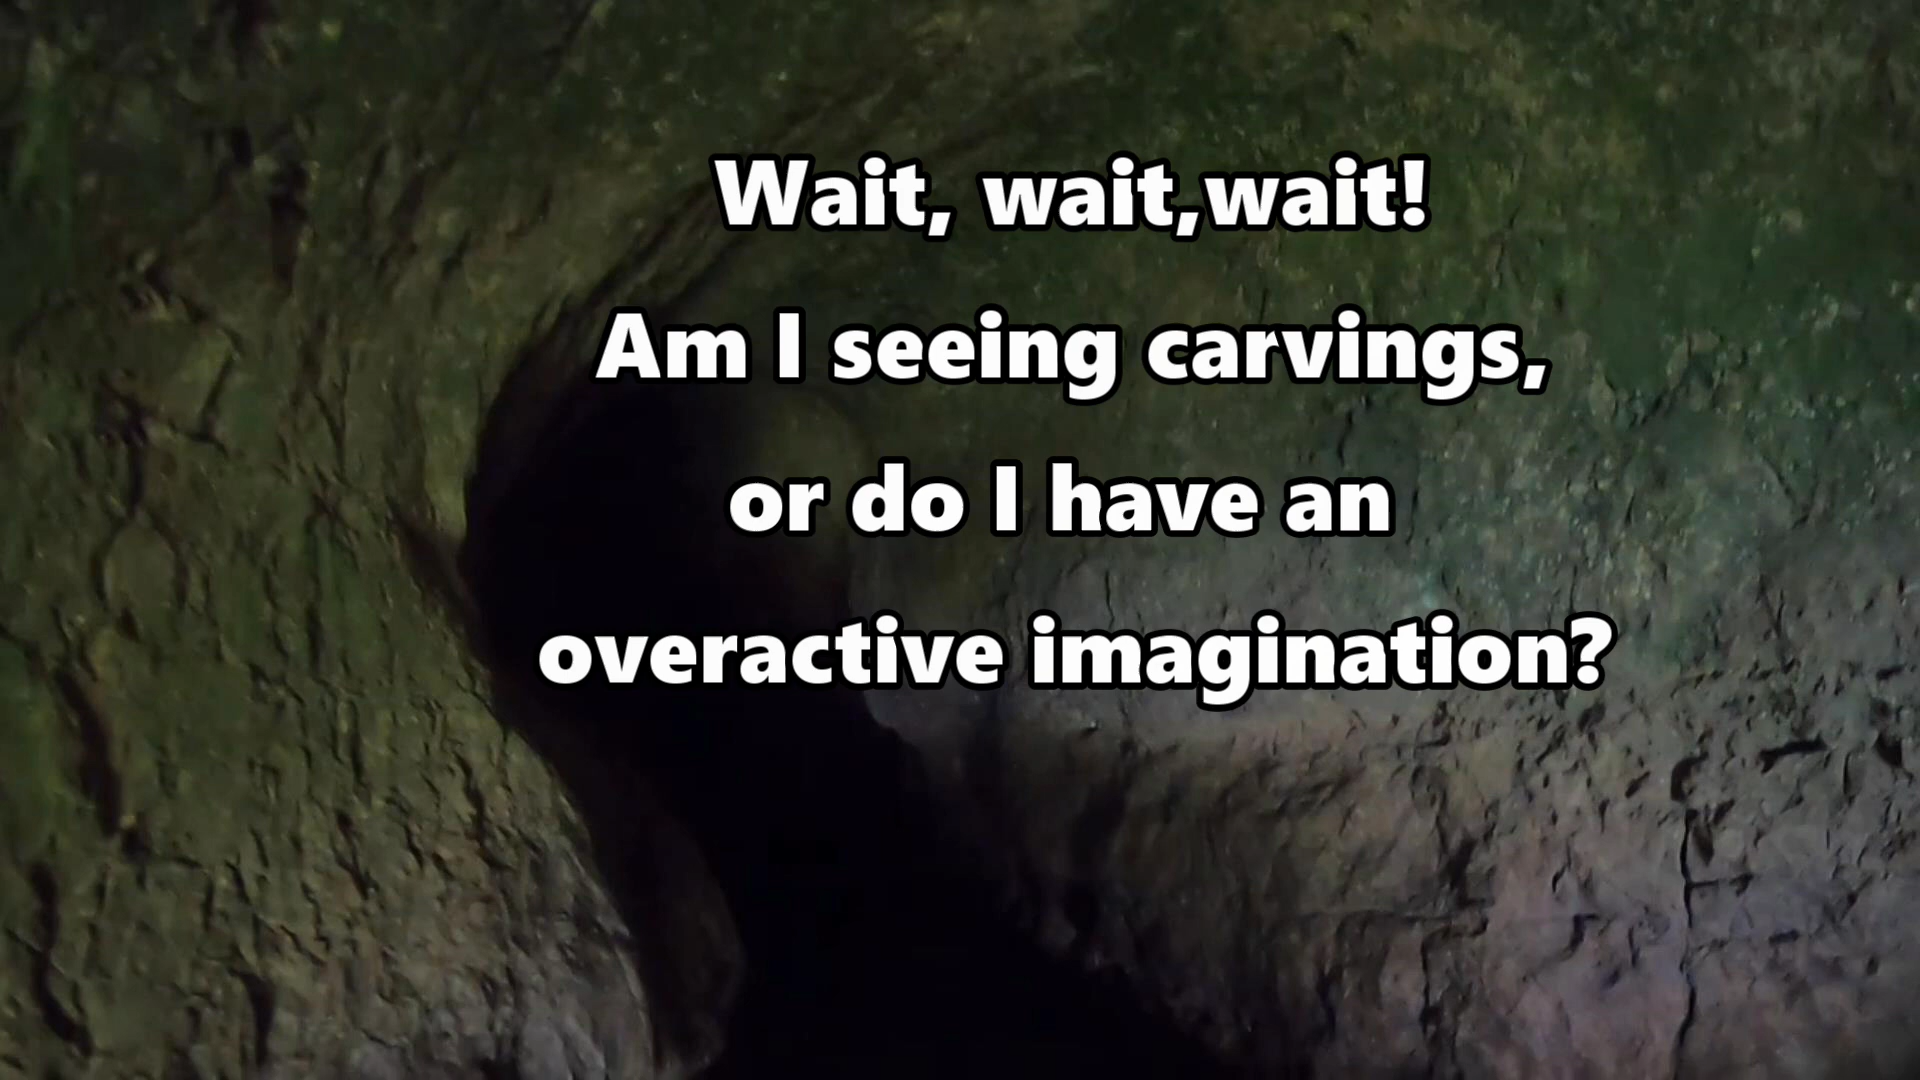 Wait, wait,wait!
Am I seeing carvings,
or do I have an
overactive imagination?